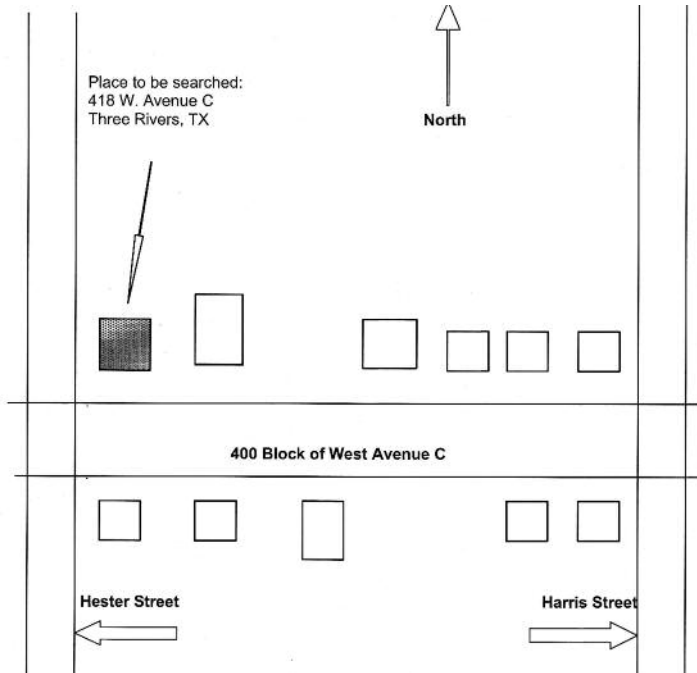 Place to be searched:
418 W. Avenue C
Three Rivers, TX
North
400 Block of West Avenue C
Hester Street
Harris Street